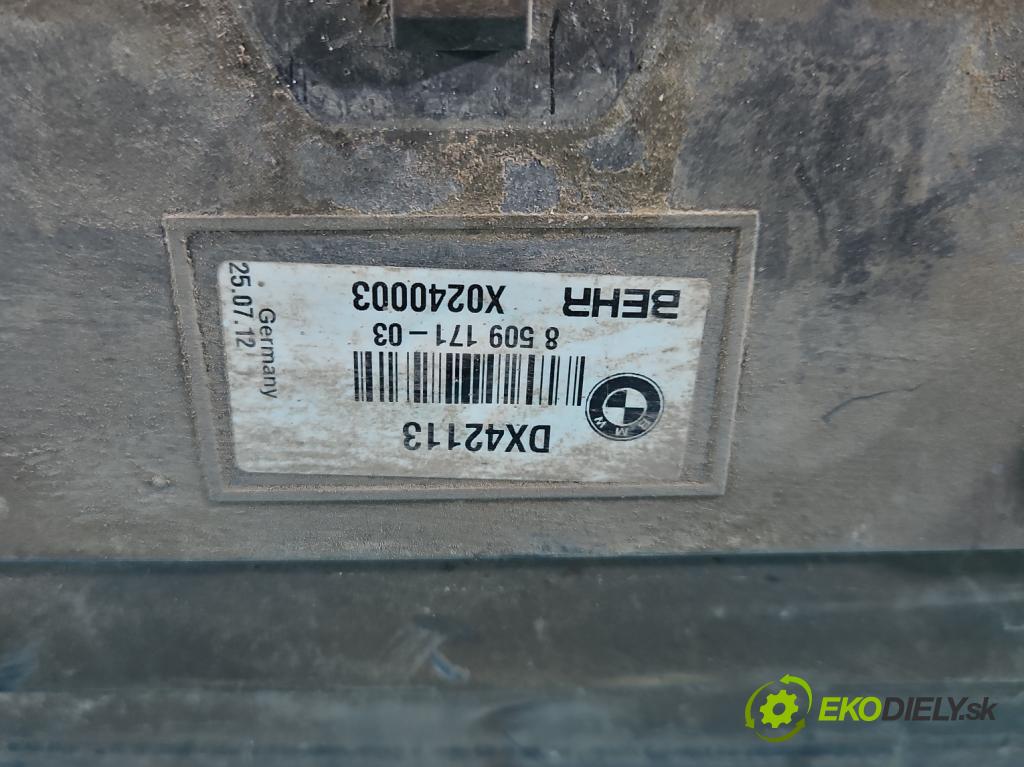 DX42113
BMW
8 509 171-03
BEHR X0240003
Germany
25.07.12
EKODIELY.sk